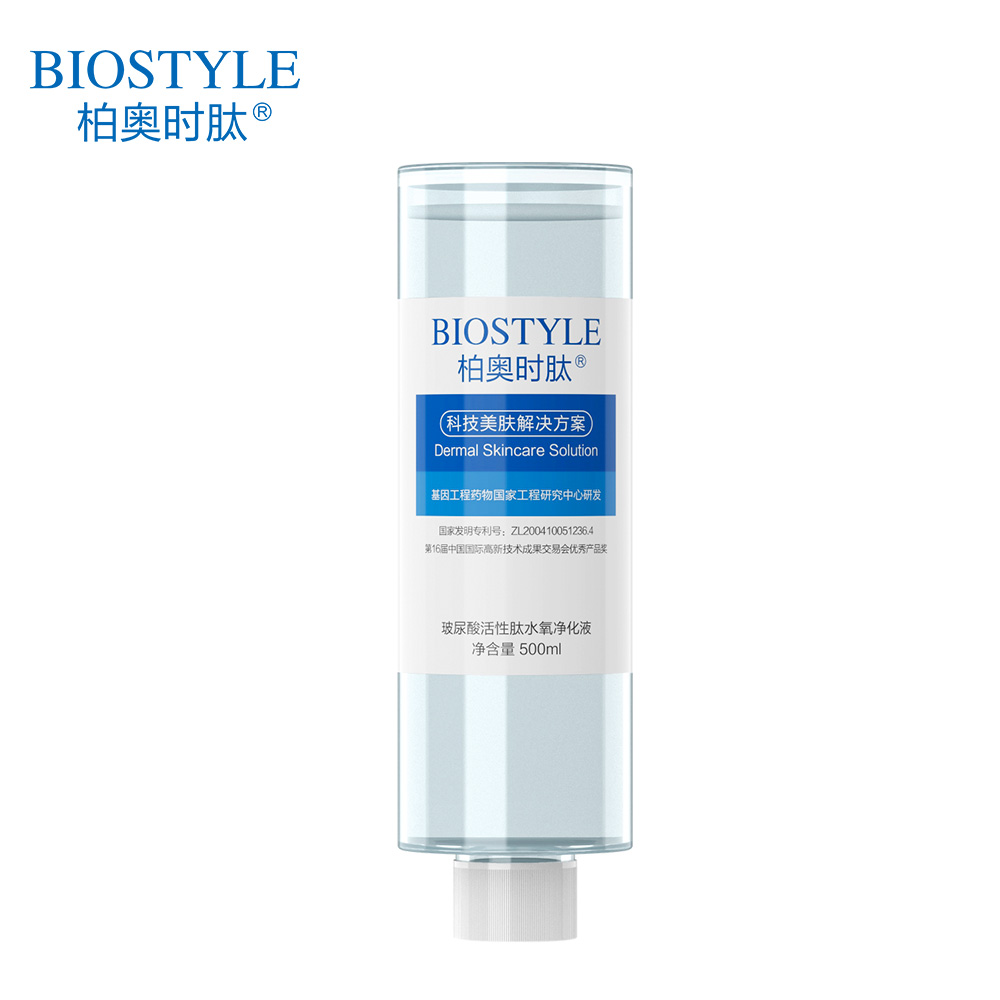 BIOSTYLE
柏奥时肽®
BIOSTYLE
柏奥时肽®
科技美肤解决方案
Dermal Skincare Solution
基因工程药物国家工程研究中心研发
国家发明专利号：ZL200410051236.4
第16届中国国际高新技术成果交易会优秀产品奖
玻尿酸活性肽水氧净化液
净含量 500ml